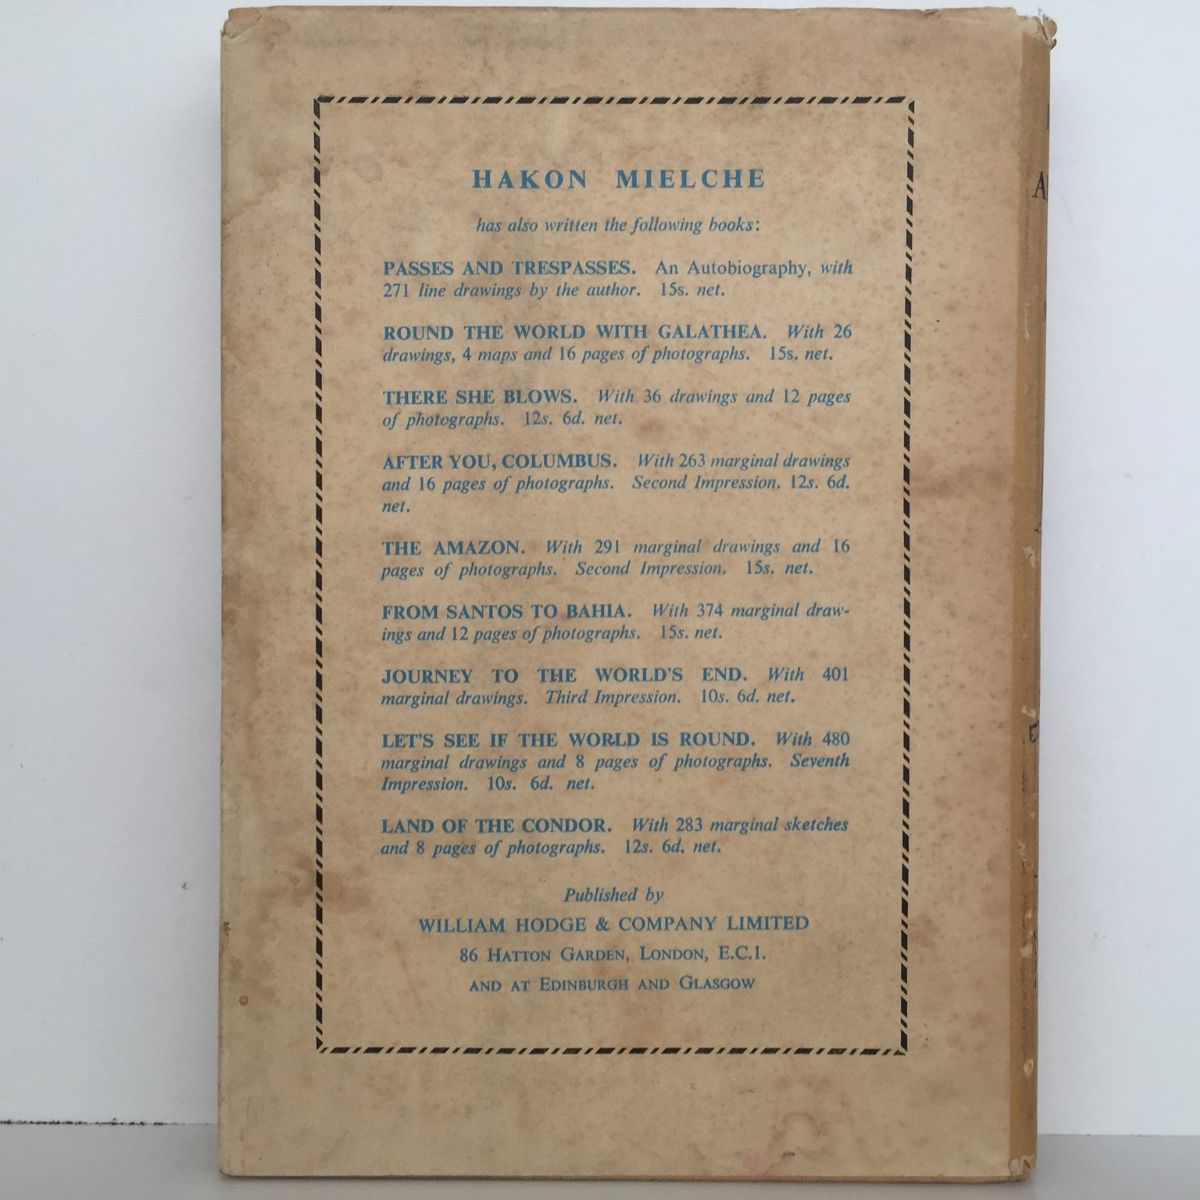 HAKON MIELCHE
has also written the following books:
PASSES AND TRESPASSES. An Autobiography, with
271 line drawings by the author. 15s. net.
ROUND THE WORLD WITH GALATHEA. With 26
drawings, 4 maps and 16 pages of photographs. 15s. net.
THERE SHE BLOWS. With 36 drawings and 12 pages
of photographs. 12s. 6d. net.
AFTER YOU, COLUMBUS. With 263 marginal drawings
and 16 pages of photographs. Second Impression. 12s. 6d.
net.
THE AMAZON. With 291 marginal drawings and 16
pages of photographs. Second Impression. 15s. net.
FROM SANTOS TO BAHIA. With 374 marginal draw-
ings and 12 pages of photographs. 15s. net.
JOURNEY TO THE WORLD'S END. With 401
marginal drawings. Third Impression. 10s. 6d. net.
LET'S SEE IF THE WORLD IS ROUND. With 480
marginal drawings and 8 pages of photographs. Seventh
Impression. 10s. 6d. net.
LAND OF THE CONDOR. With 283 marginal sketches
and 8 pages of photographs. 12s. 6d. net.
Published by
WILLIAM HODGE & COMPANY LIMITED
86 HATTON GARDEN, LONDON, E.C.1.
AND AT EDINBURGH AND GLASGOW